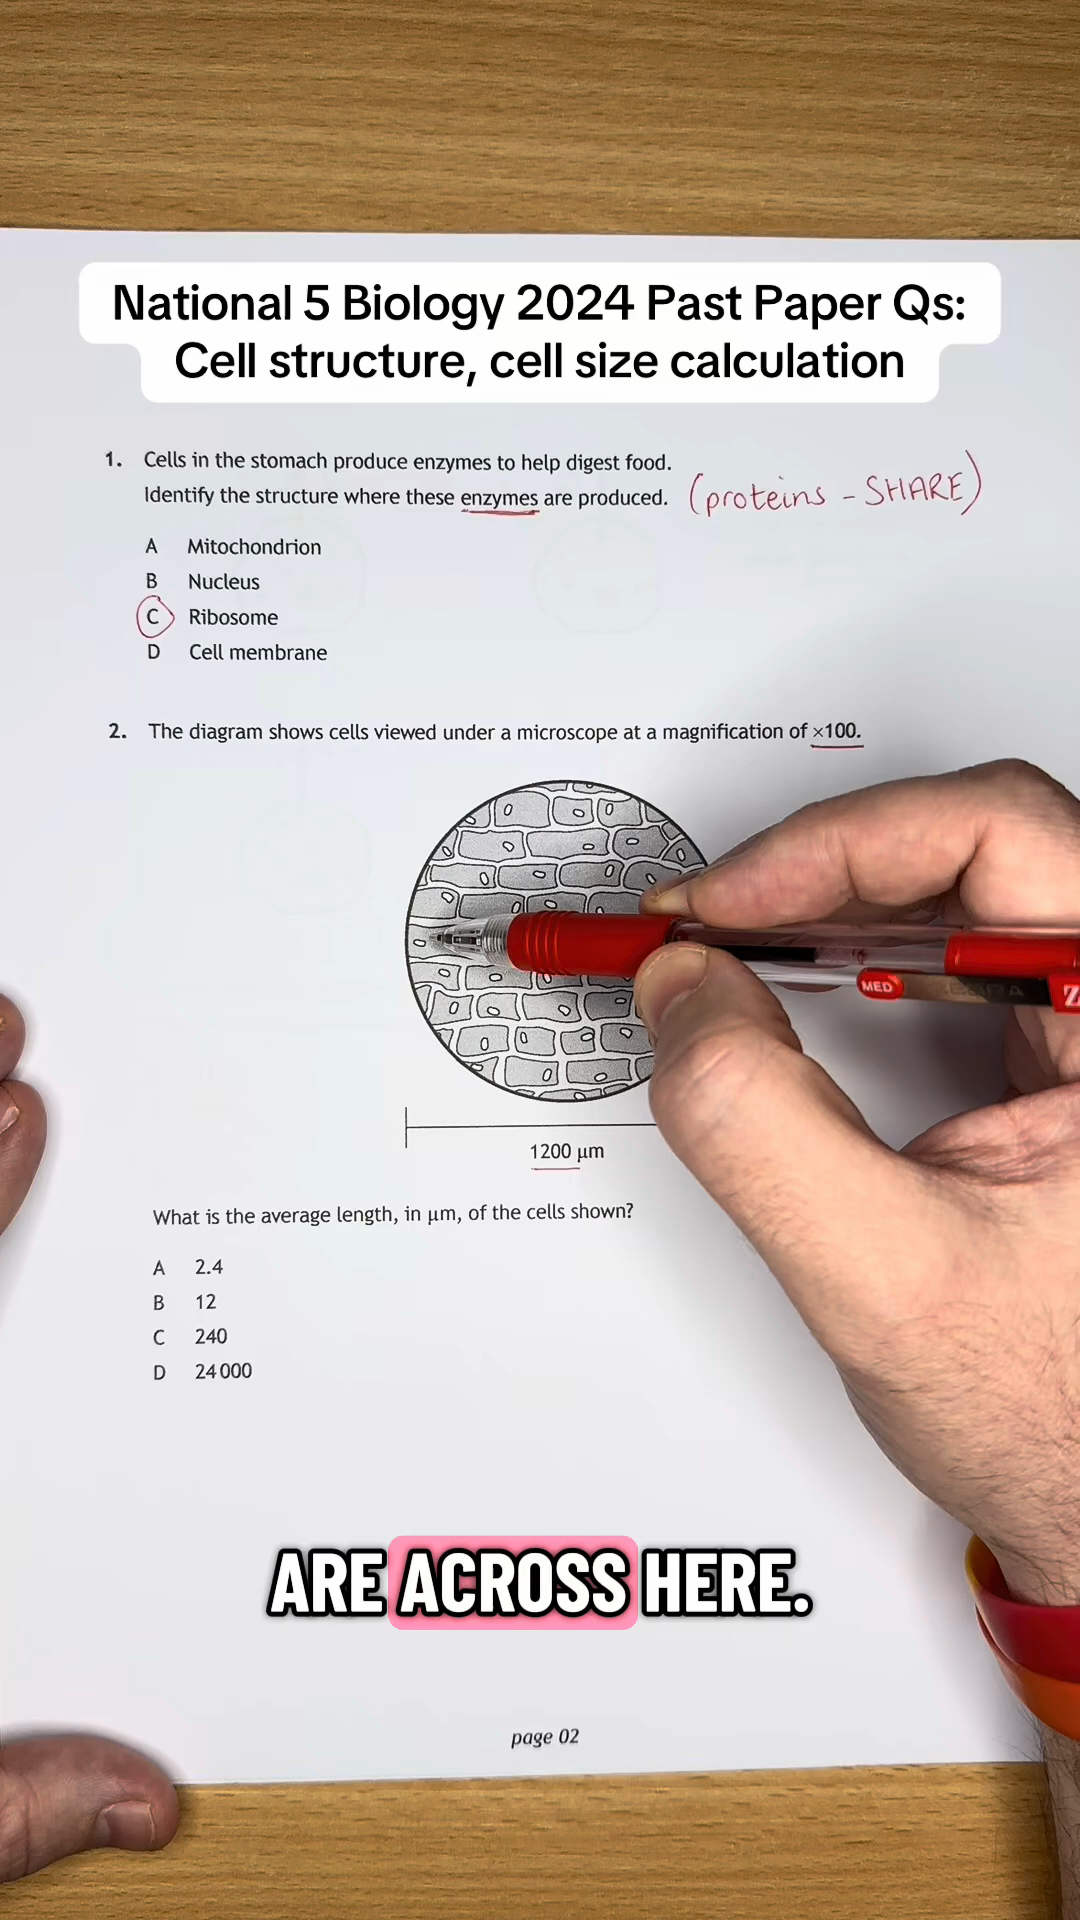 National 5 Biology 2024 Past Paper Qs:
Cell structure, cell size calculation
1. Cells in the stomach produce enzymes to help digest food.
Identify the structure where these enzymes are produced. (proteins - SHARE)
A Mitochondrion
B Nucleus
C Ribosome
D Cell membrane
2. The diagram shows cells viewed under a microscope at a magnification of ×100.
MED
1200 µm
What is the average length, in µm, of the cells shown?
A 2.4
B 12
C 240
D 24 000
ARE ACROSS HERE.
page 02